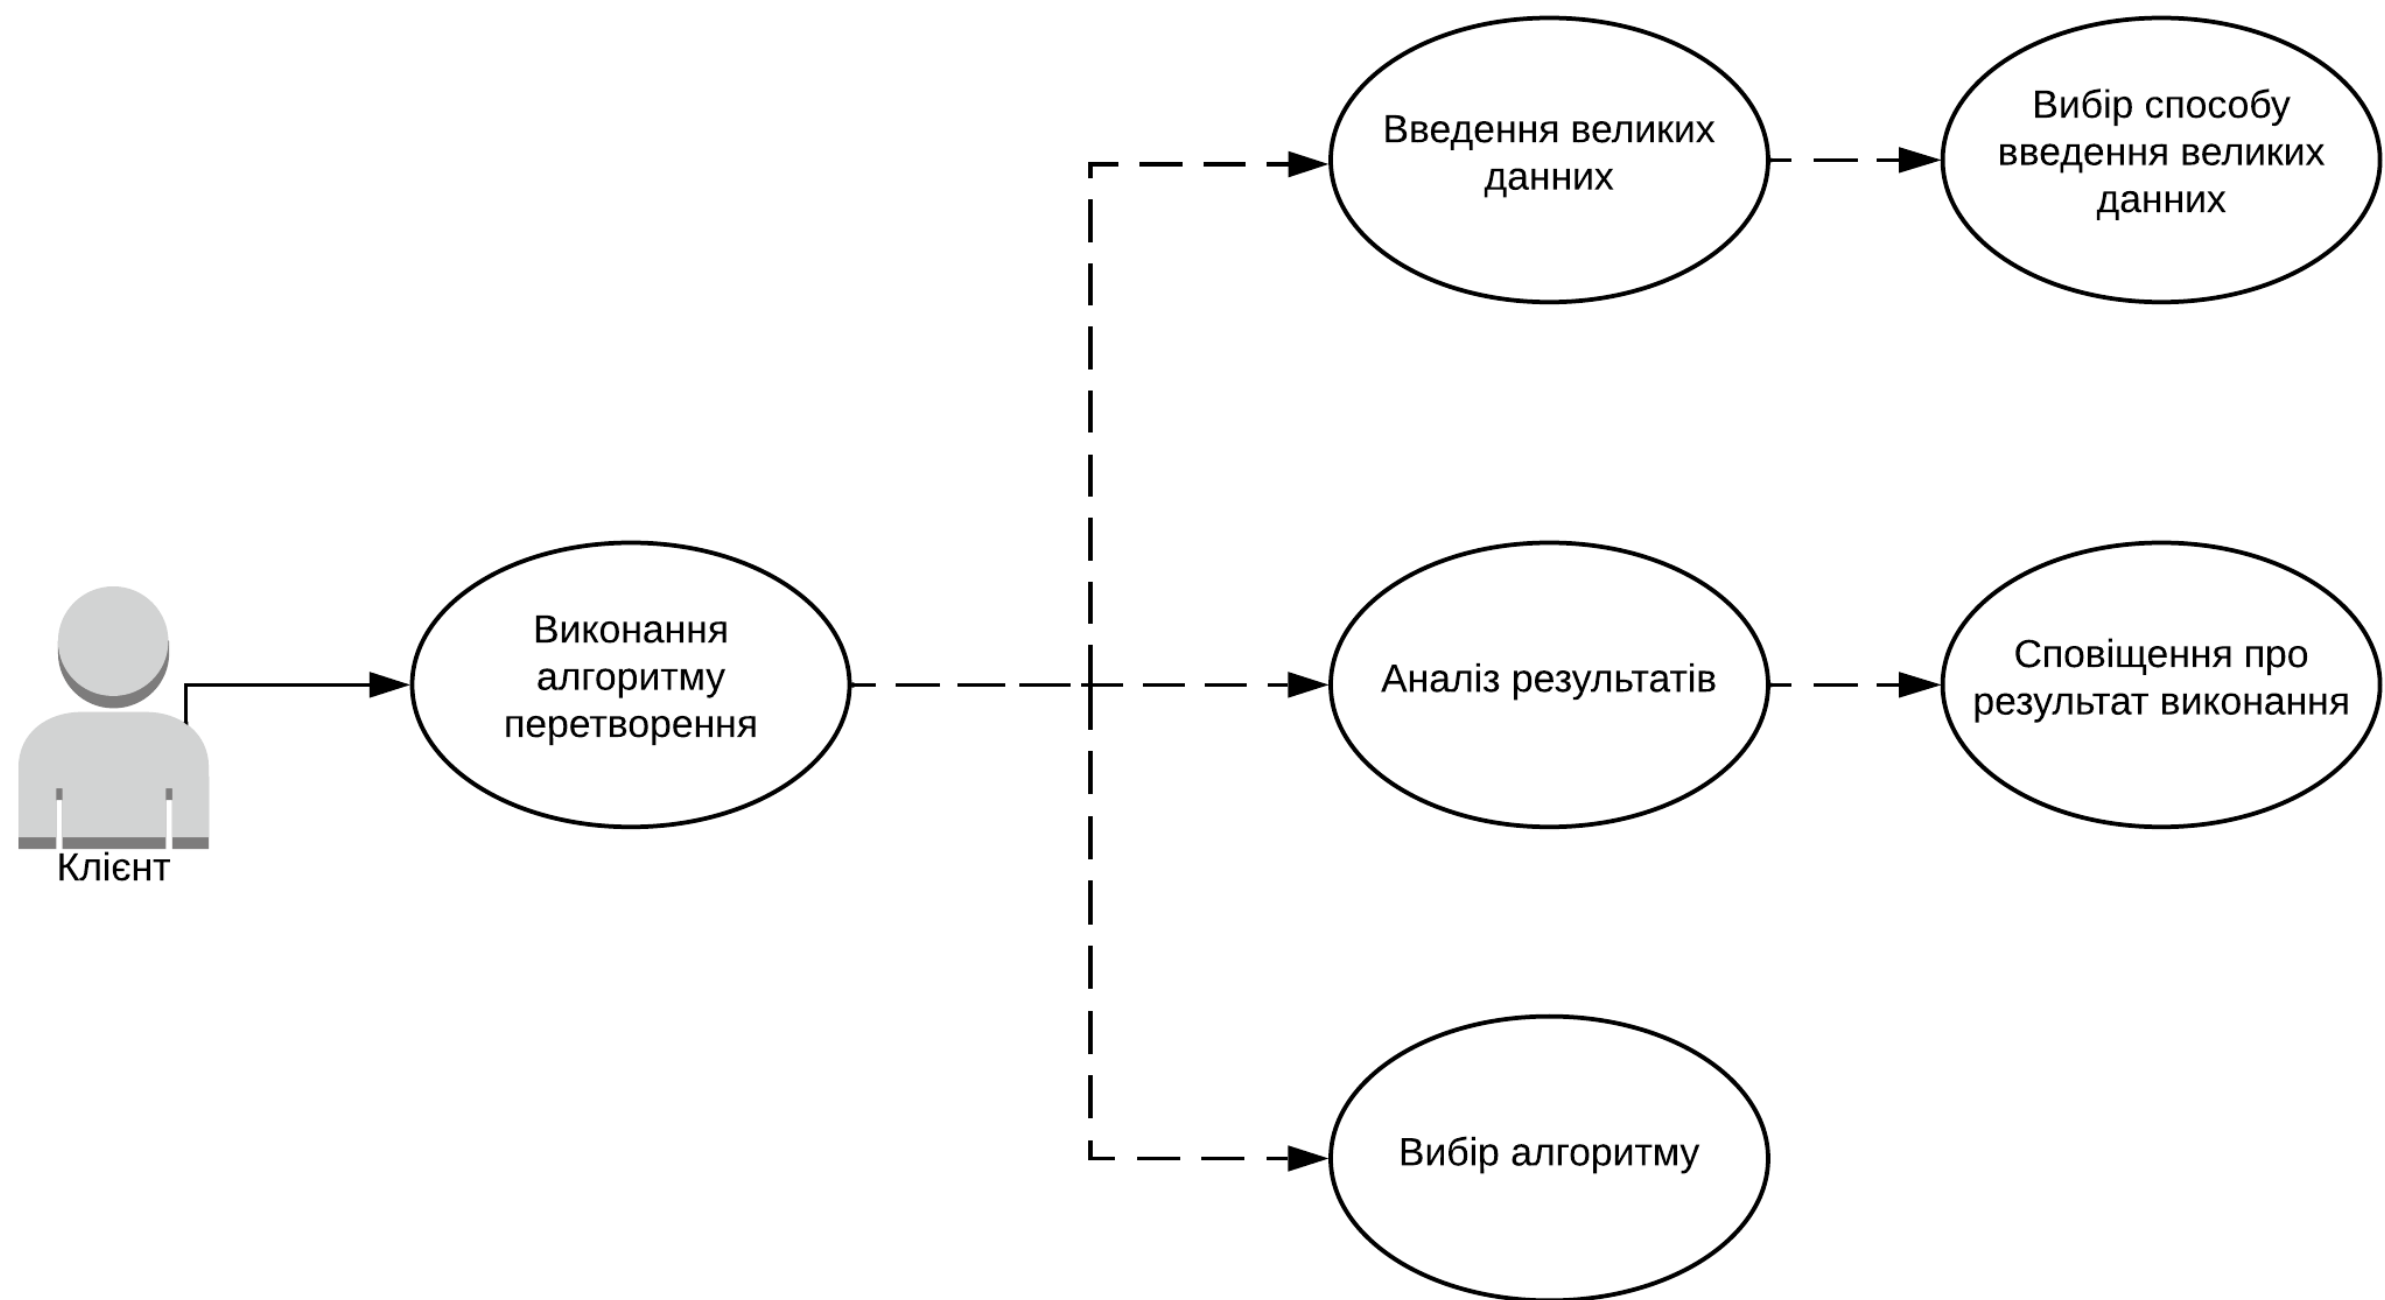 Введення великих
данних
Вибір способу
введення великих
данних
Виконання
алгоритму
перетворення
Аналіз результатів
Сповіщення про
результат виконання
Клієнт
Вибір алгоритму